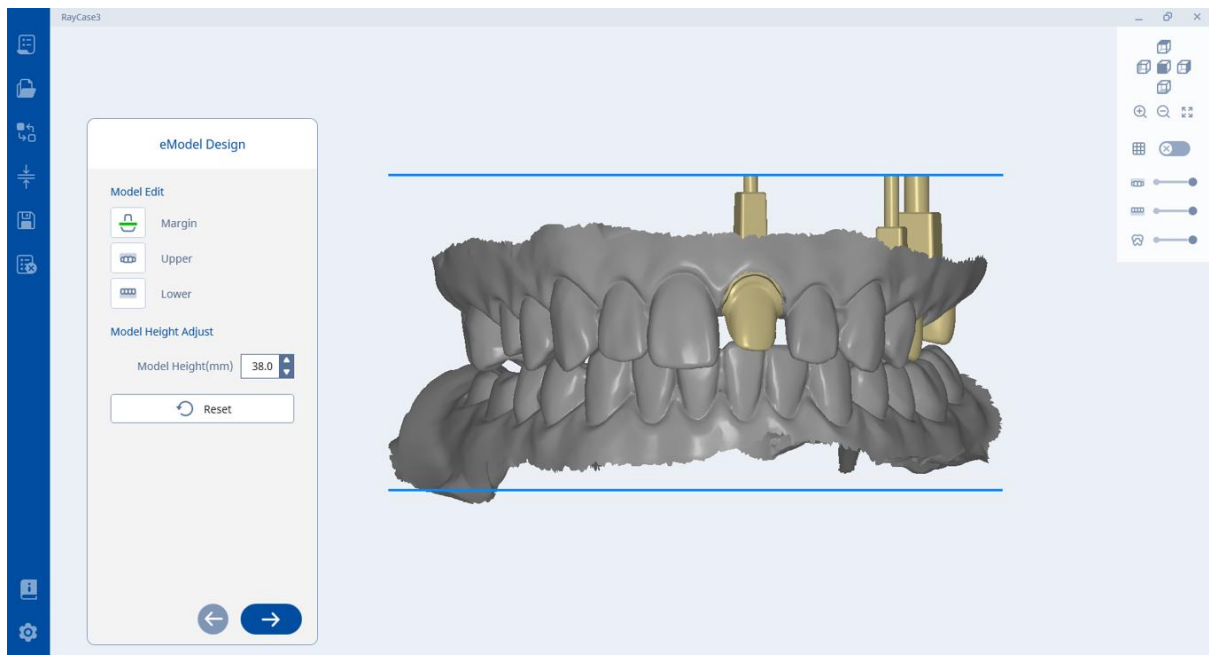 RayCase3
eModel Design
Model Edit
Margin
Upper
Lower
Model Height Adjust
Model Height(mm) 38.0
Reset